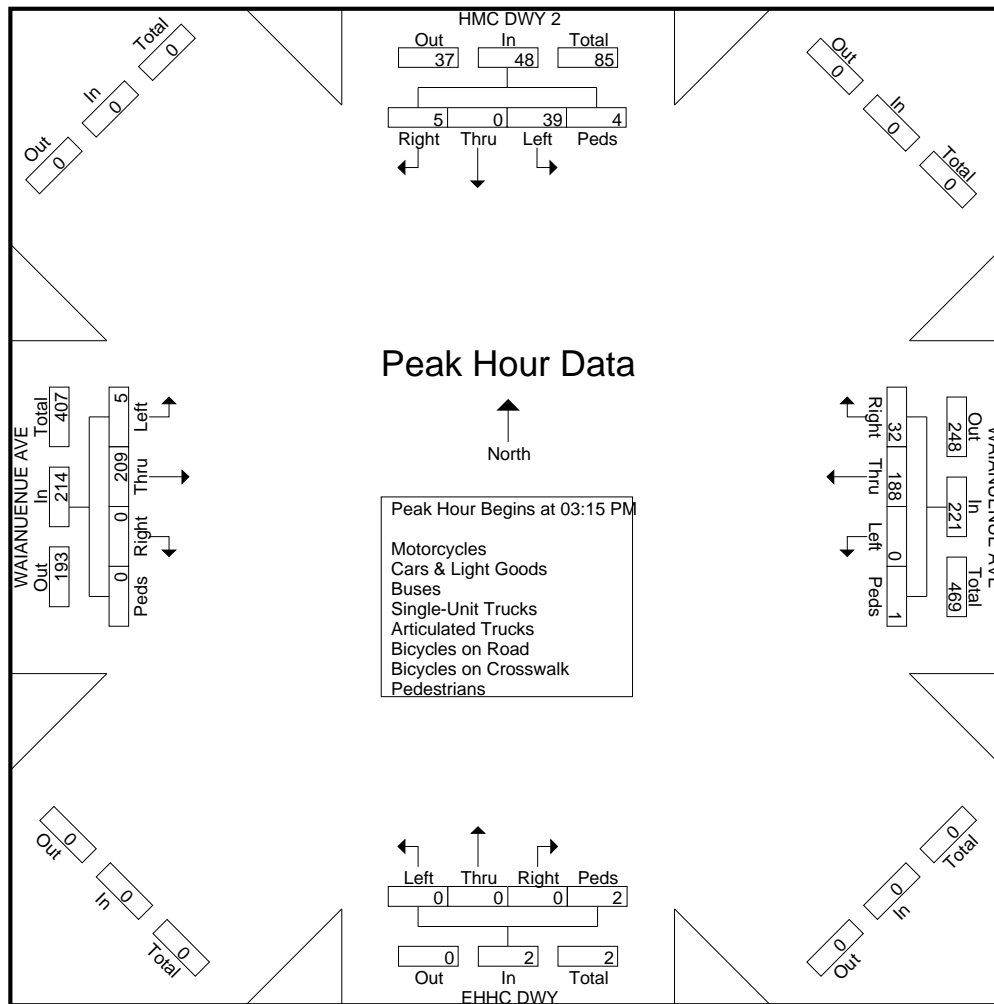 HMC DWY 2
Out In Total
37 48 85
5 0 39 4
Right Thru Left Peds
Total
0
In
0
Out
0
Out
0
In
0
Total
0
Peak Hour Data
North
Peak Hour Begins at 03:15 PM
Motorcycles
Cars & Light Goods
Buses
Single-Unit Trucks
Articulated Trucks
Bicycles on Road
Bicycles on Crosswalk
Pedestrians
WAIANUENUE AVE
Out In Total
193 214 407
0 0 209 5
Peds Right Thru Left
WAIANUENUE AVE
Out In Total
248 221 469
32 188 0 1
Right Thru Left Peds
Left Thru Right Peds
0 0 0 2
0 2 2
Out In Total
EHHC DWY
0
Out
0
In
0
Total
0
Total
0
In
0
Out